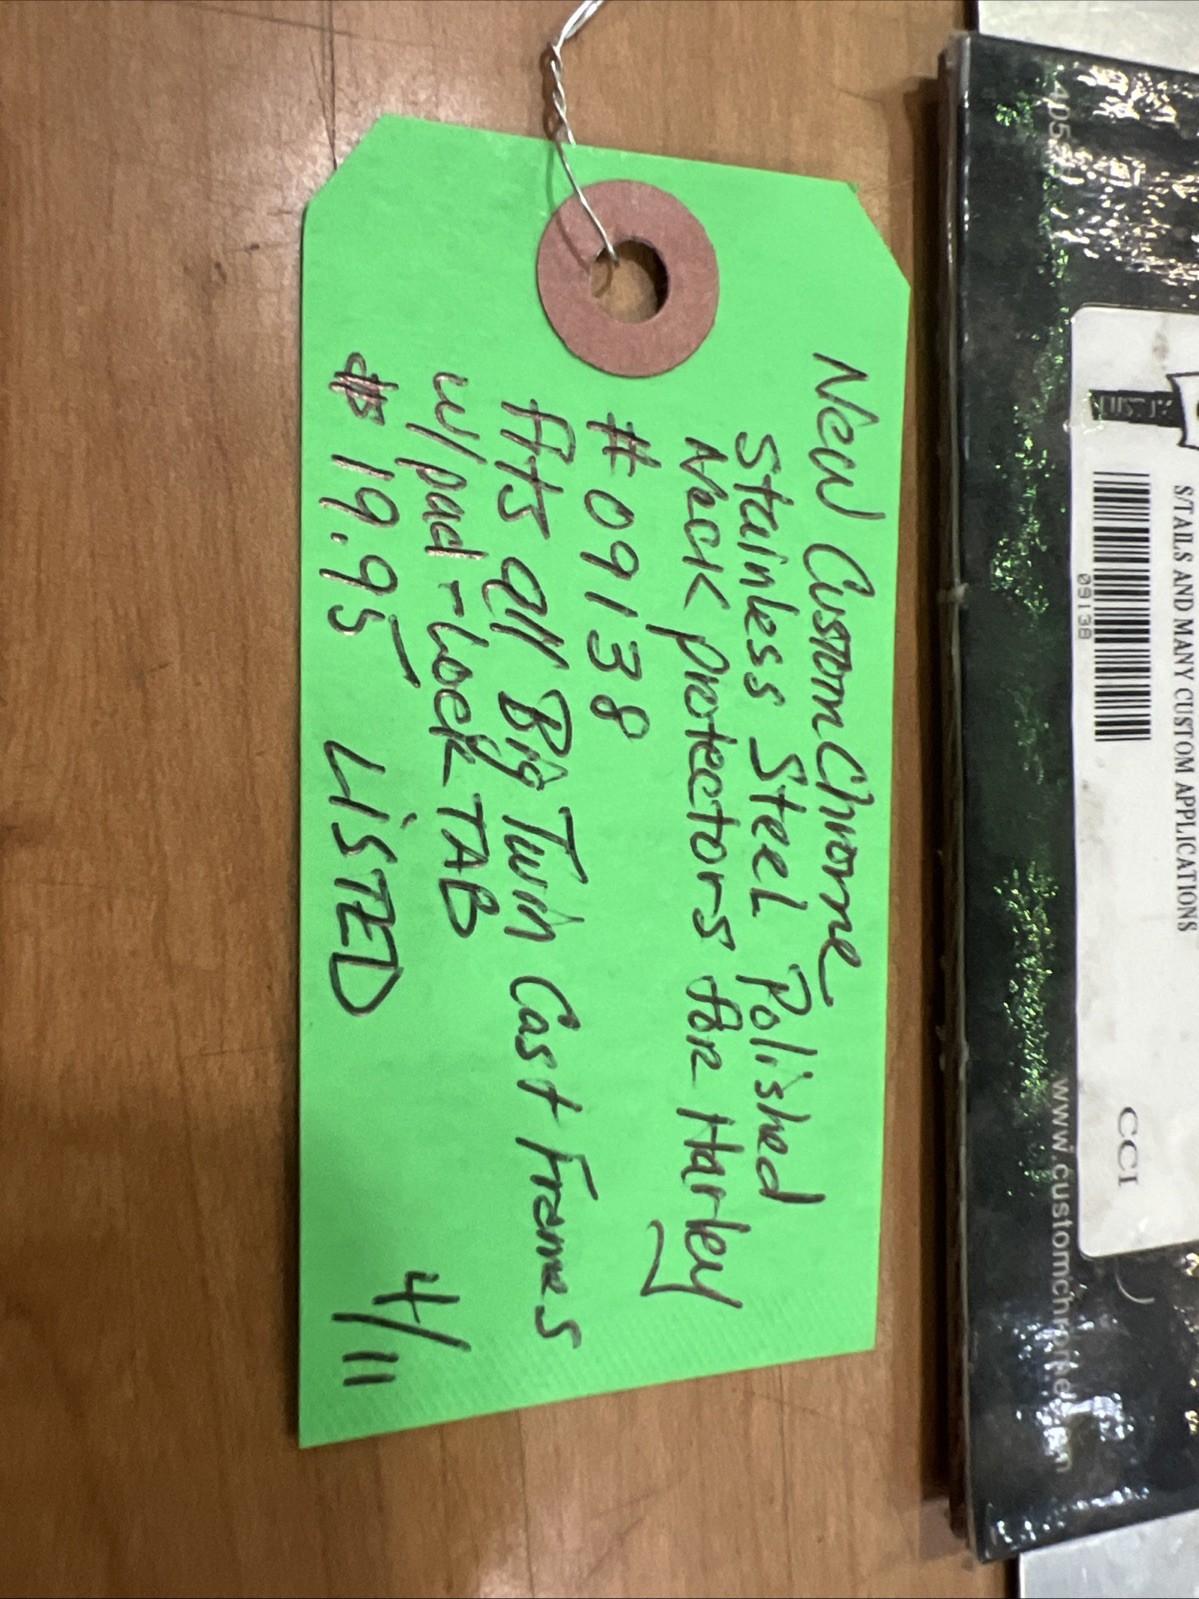 New Custom Chrome
Stainless Steel Polished
Neck protectors for Harley
# 09138
fits all Big Twin Cast Frames
w/pad-Lock TAB
$ 19.95 LISTED
4/11
S/TAILS AND MANY CUSTOM APPLICATIONS
09138
CCI
www.customchrome